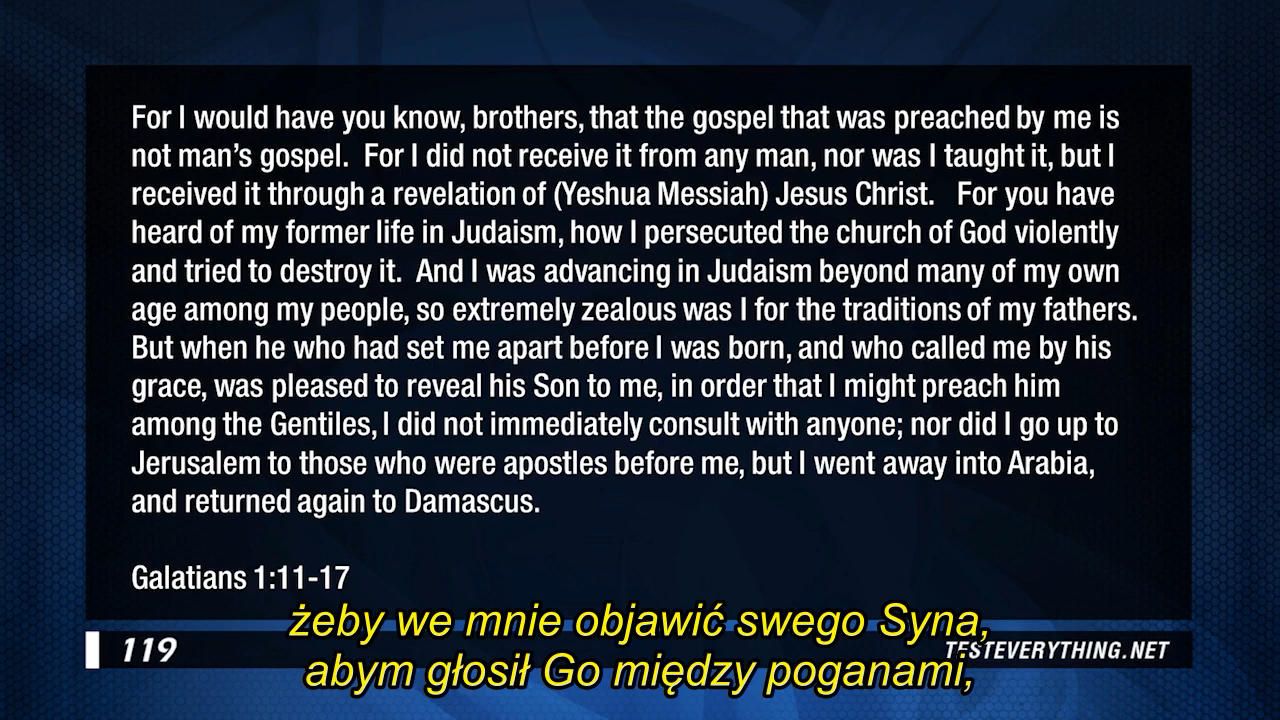 For I would have you know, brothers, that the gospel that was preached by me is
not man's gospel.  For I did not receive it from any man, nor was I taught it, but I
received it through a revelation of (Yeshua Messiah) Jesus Christ.   For you have
heard of my former life in Judaism, how I persecuted the church of God violently
and tried to destroy it.  And I was advancing in Judaism beyond many of my own
age among my people, so extremely zealous was I for the traditions of my fathers.
But when he who had set me apart before I was born, and who called me by his
grace, was pleased to reveal his Son to me, in order that I might preach him
among the Gentiles, I did not immediately consult with anyone; nor did I go up to
Jerusalem to those who were apostles before me, but I went away into Arabia,
and returned again to Damascus.
Galatians 1:11-17
żeby we mnie objawić swego Syna,
119
TESTEVERYTHING.NET
abym głosił Go między poganami,